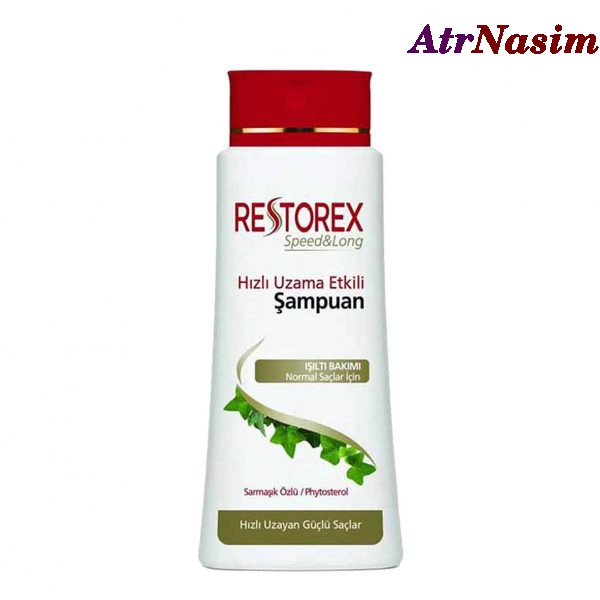 AtrNasim
RESTOREX
Speed&Long
Hızlı Uzama Etkili
Şampuan
IŞILTI BAKIMI
Normal Saçlar İçin
Sarmaşık Özlü / Phytosterol
Hızlı Uzayan Güçlü Saçlar